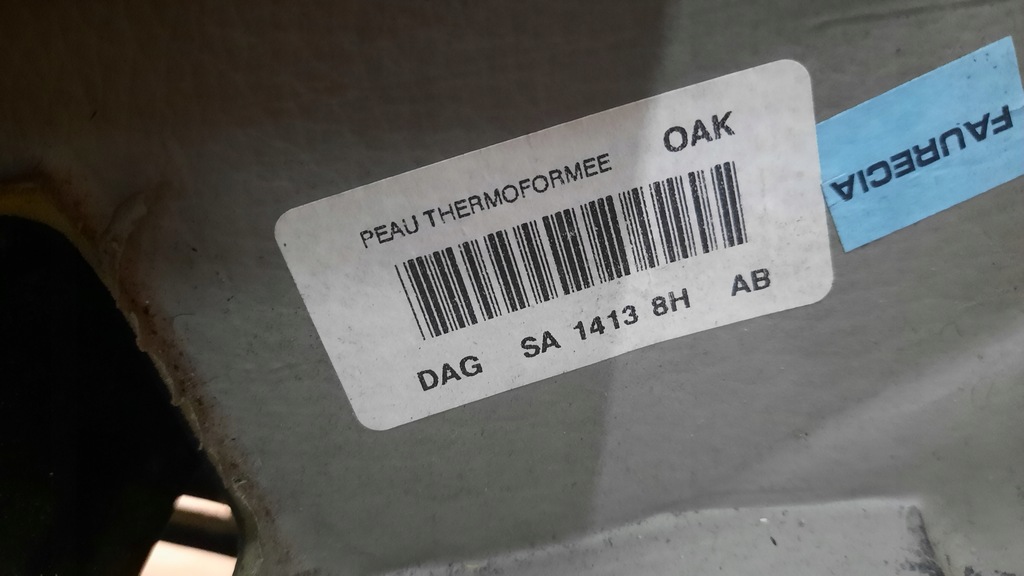 PEAU THERMOFORMEE OAK
DAG SA 1413 8H AB
FAURECIA